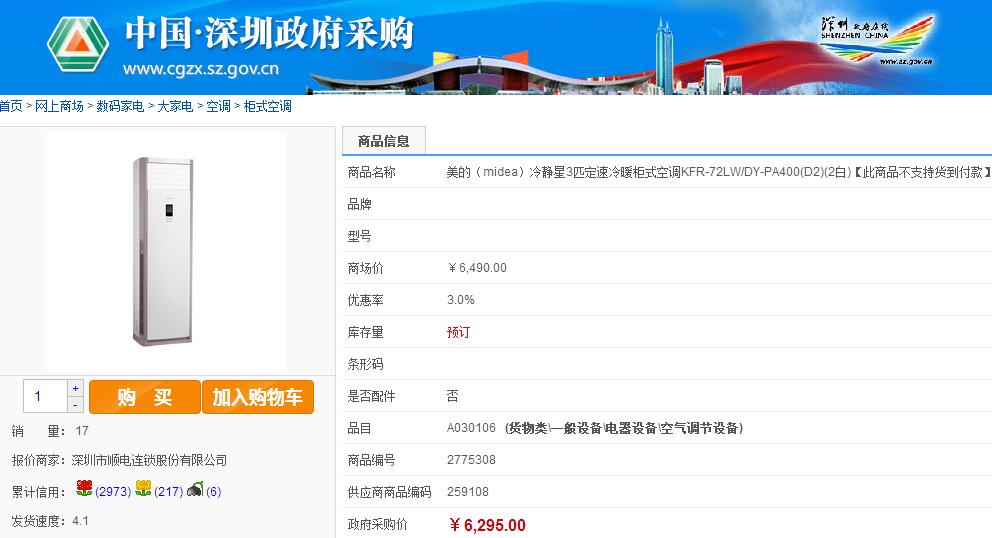 中国·深圳政府采购
www.cgzx.sz.gov.cn
深圳 政府在线
SHENZHEN CHINA
www.sz.gov.cn
首页 > 网上商场 > 数码家电 > 大家电 > 空调 > 柜式空调
商品信息
商品名称 美的（midea）冷静星3匹定速冷暖柜式空调KFR-72LW/DY-PA400(D2)(2白)【此商品不支持货到付款】
品牌
型号
商场价 ￥6,490.00
优惠率 3.0%
库存量 预订
条形码
是否配件 否
品目 A030106 (货物类\一般设备\电器设备\空气调节设备)
商品编号 2775308
供应商商品编码 259108
政府采购价 ￥6,295.00
1 + -
购 买 加入购物车
销 量： 17
报价商家：深圳市顺电连锁股份有限公司
累计信用： (2973) (217) (6)
发货速度：4.1